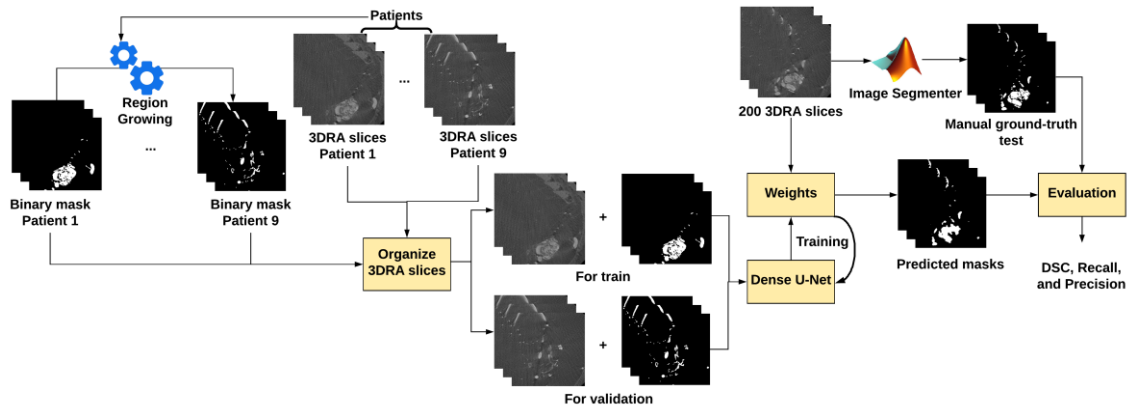 Patients
Region
Growing
...
...
3DRA slices
Patient 1
3DRA slices
Patient 9
Binary mask
Patient 1
Binary mask
Patient 9
Organize
3DRA slices
+
For train
+
For validation
200 3DRA slices
Image Segmenter
Manual ground-truth
test
Weights
Training
Dense U-Net
Predicted masks
Evaluation
DSC, Recall,
and Precision